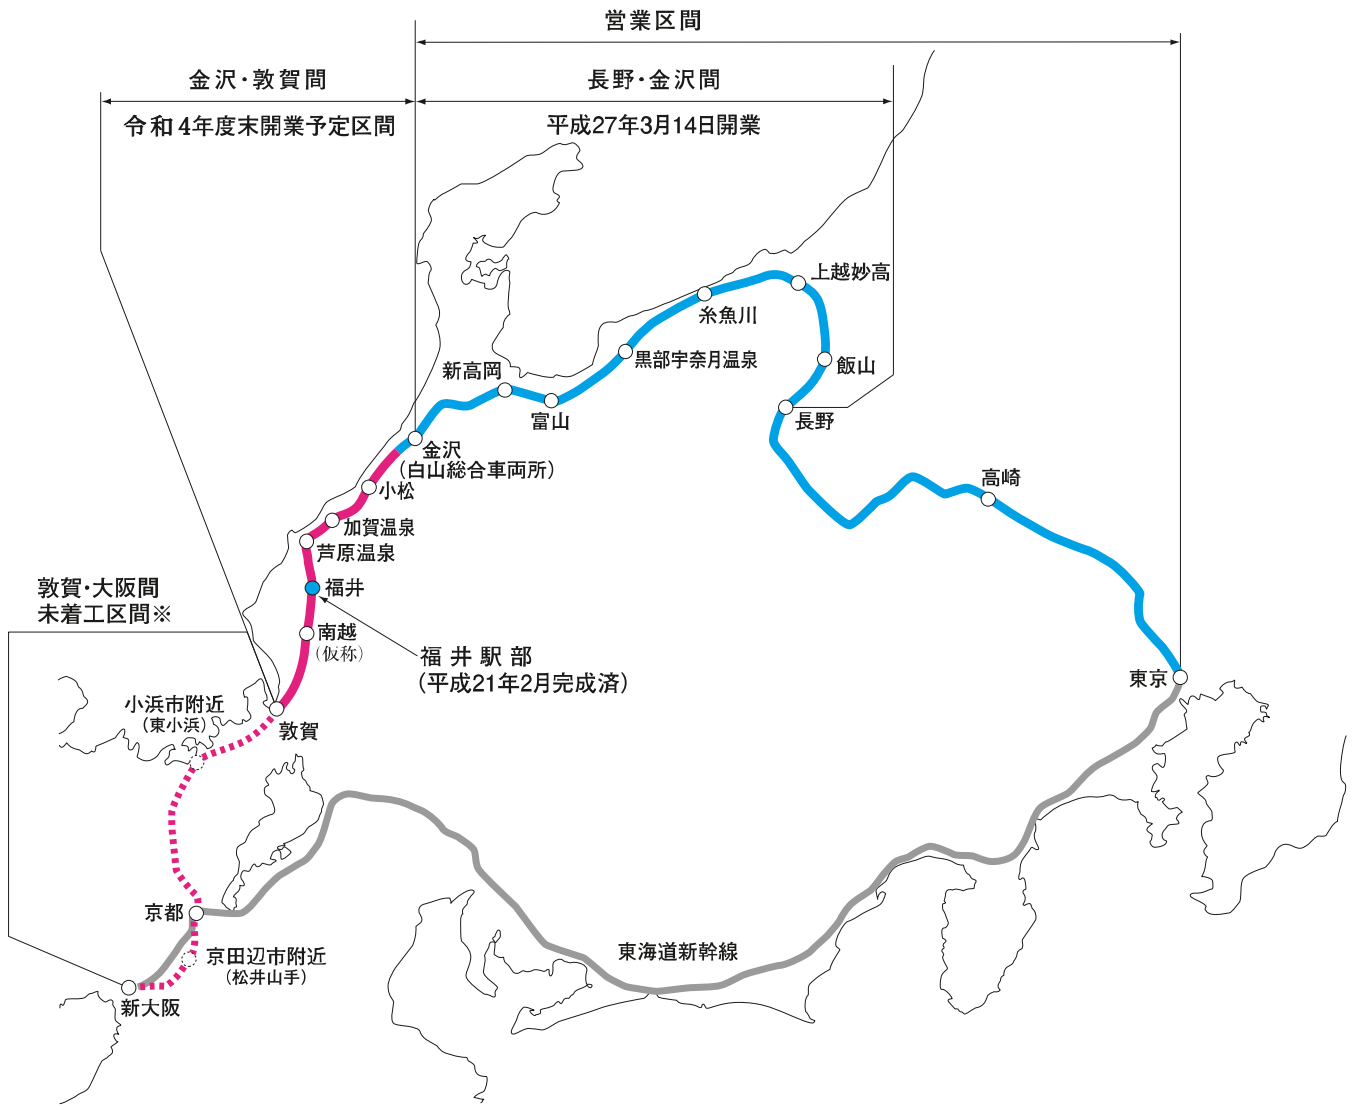 営業区間
金沢・敦賀間
長野・金沢間
令和4年度末開業予定区間
平成27年3月14日開業
上越妙高
糸魚川
黒部宇奈月温泉
飯山
新高岡
富山
長野
金沢
(白山総合車両所)
小松
高崎
加賀温泉
芦原温泉
福井
敦賀・大阪間
未着工区間※
南越
(仮称)
福井駅部
(平成21年2月完成済)
東京
小浜市附近
(東小浜)
敦賀
京都
東海道新幹線
京田辺市附近
(松井山手)
新大阪